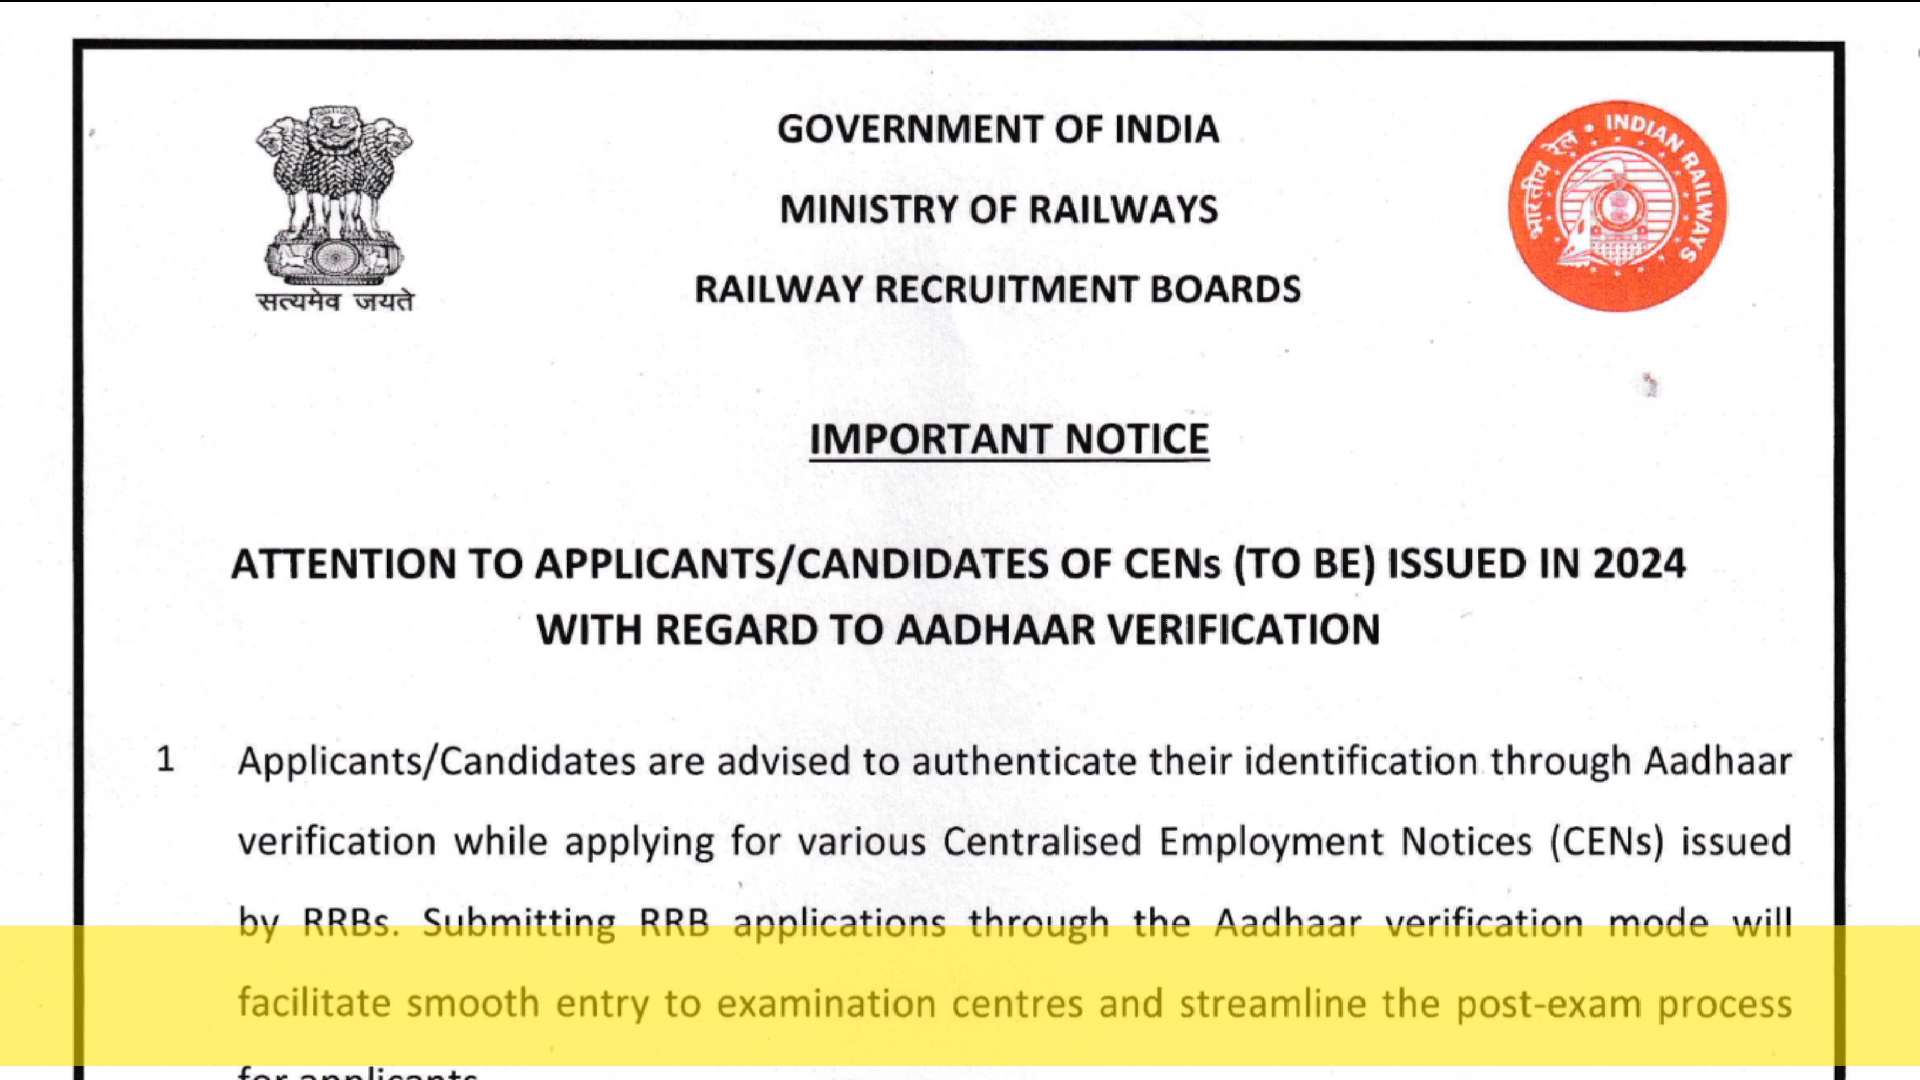 GOVERNMENT OF INDIA
MINISTRY OF RAILWAYS
RAILWAY RECRUITMENT BOARDS
सत्यमेव जयते
भारतीय रेल • INDIAN RAILWAYS
IMPORTANT NOTICE
ATTENTION TO APPLICANTS/CANDIDATES OF CENs (TO BE) ISSUED IN 2024
WITH REGARD TO AADHAAR VERIFICATION
1 Applicants/Candidates are advised to authenticate their identification through Aadhaar
verification while applying for various Centralised Employment Notices (CENs) issued
by RRBs. Submitting RRB applications through the Aadhaar verification mode will
facilitate smooth entry to examination centres and streamline the post-exam process
for applicants.